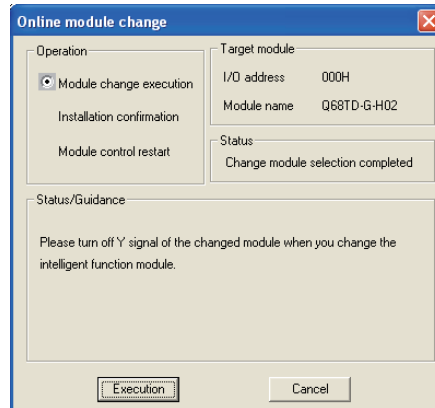 Online module change
Operation
Module change execution
Installation confirmation
Module control restart
Target module
I/O address 000H
Module name Q68TD-G-H02
Status
Change module selection completed
Status/Guidance
Please turn off Y signal of the changed module when you change the
intelligent function module.
Execution Cancel